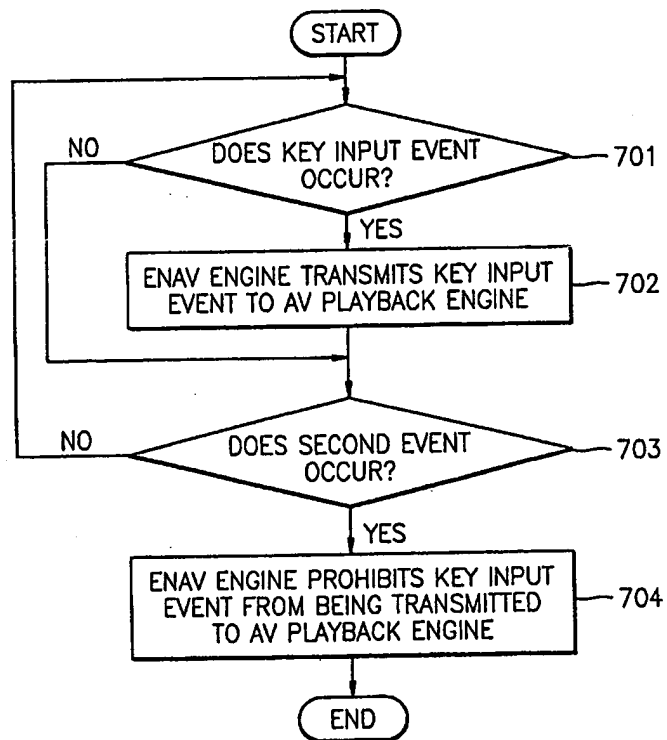 START
NO
DOES KEY INPUT EVENT
OCCUR?
701
YES
ENAV ENGINE TRANSMITS KEY INPUT
EVENT TO AV PLAYBACK ENGINE
702
NO
DOES SECOND EVENT
OCCUR?
703
YES
ENAV ENGINE PROHIBITS KEY INPUT
EVENT FROM BEING TRANSMITTED
TO AV PLAYBACK ENGINE
704
END